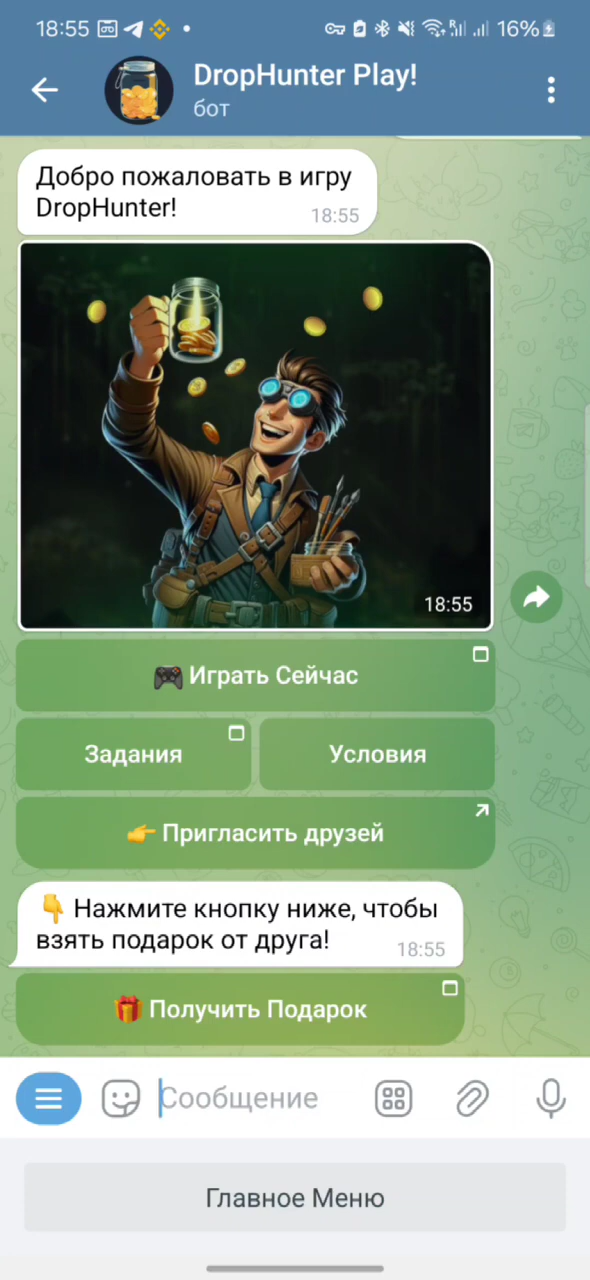 18:55
16%
DropHunter Play!
бот
Добро пожаловать в игру
DropHunter!
18:55
18:55
🎮 Играть Сейчас
Задания
Условия
👉 Пригласить друзей
👇 Нажмите кнопку ниже, чтобы
взять подарок от друга!
18:55
🎁 Получить Подарок
Сообщение
Главное Меню